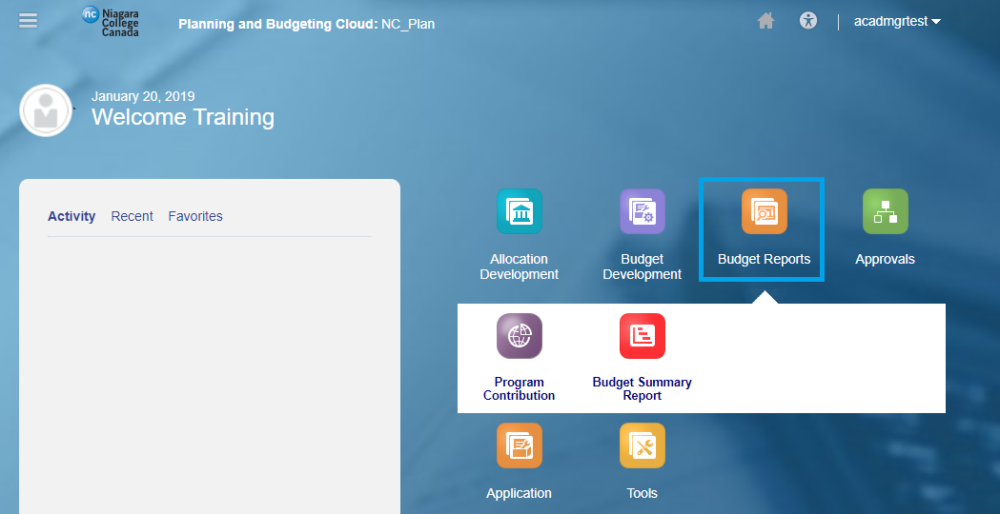 nc Niagara
College
Canada
Planning and Budgeting Cloud: NC_Plan
acadmgrtest
January 20, 2019
Welcome Training
Activity Recent Favorites
Allocation
Development
Budget
Development
Budget Reports
Approvals
Program
Contribution
Budget Summary
Report
Application
Tools